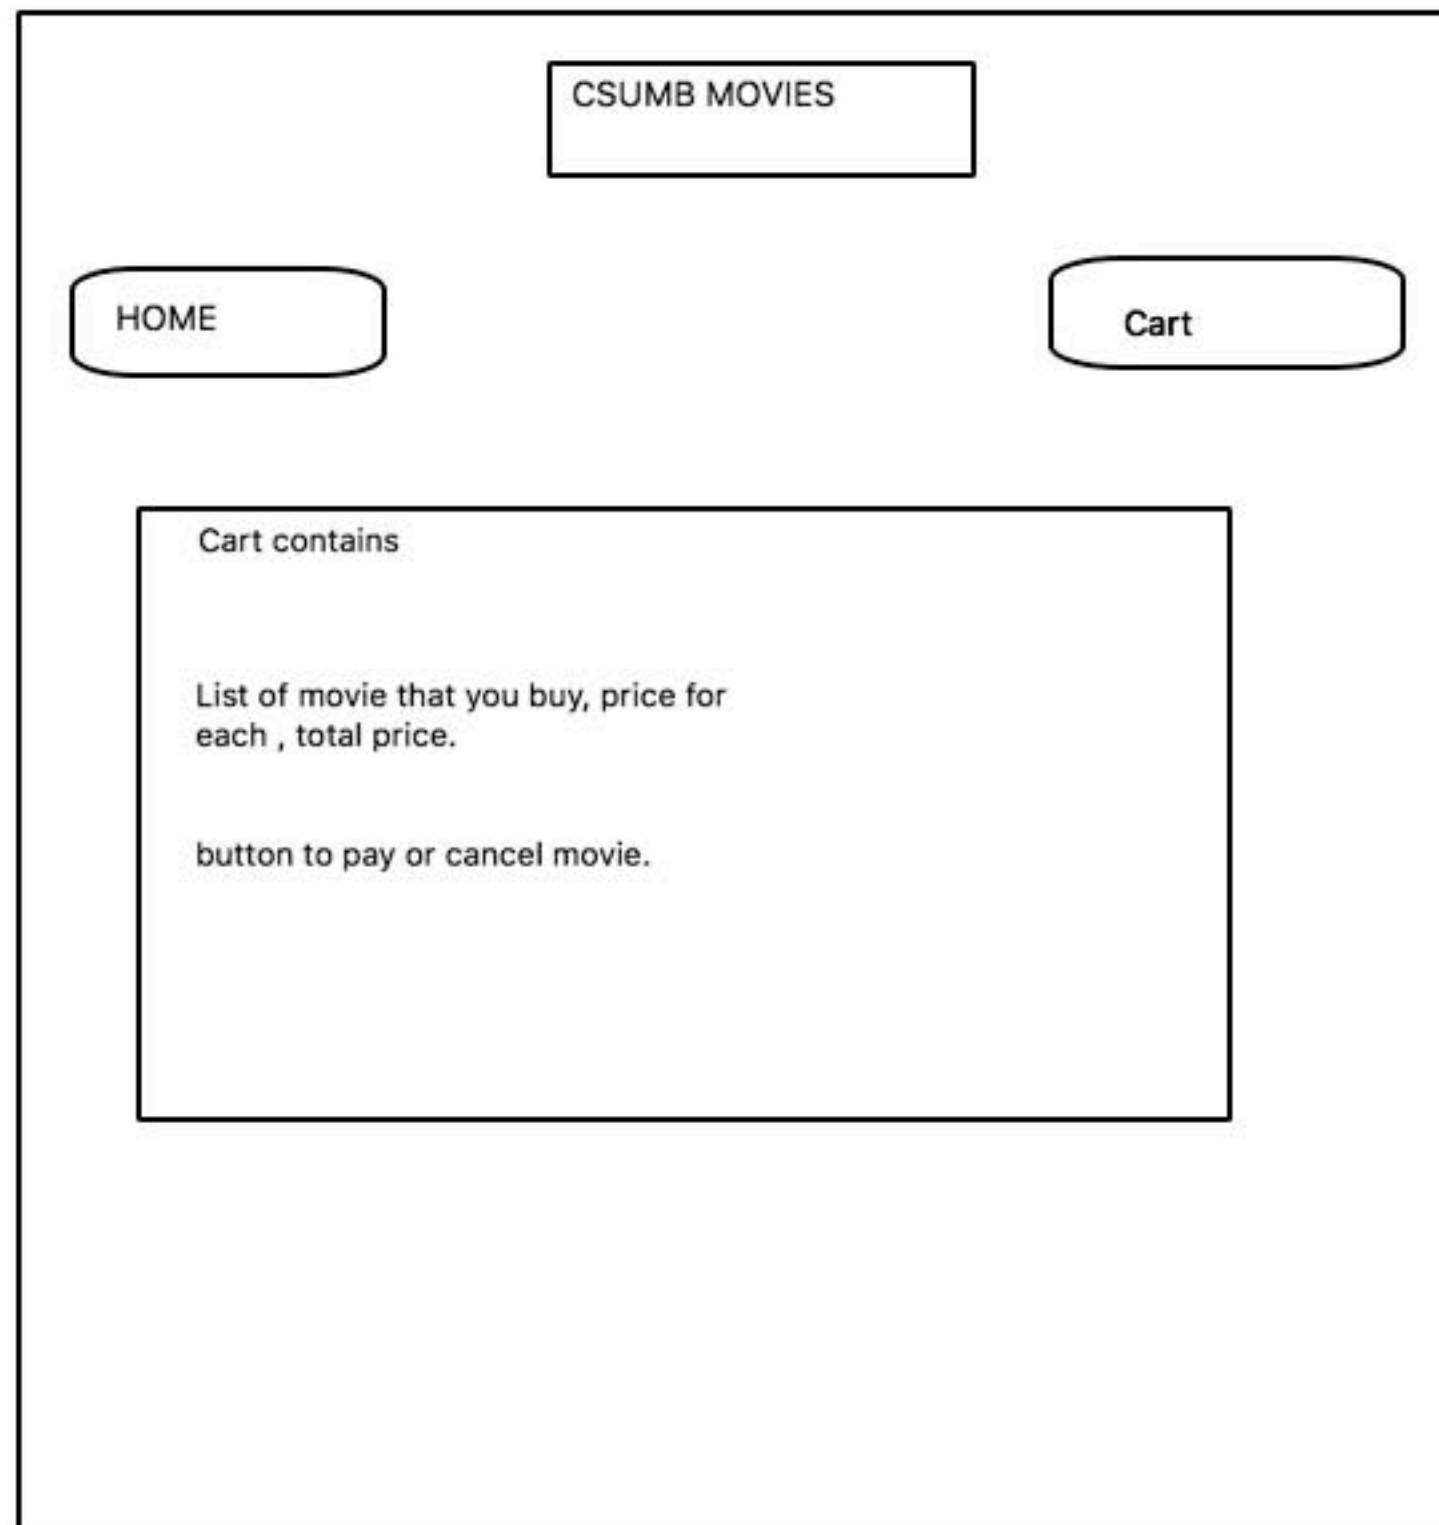 CSUMB MOVIES
HOME
Cart
Cart contains
List of movie that you buy, price for
each , total price.
button to pay or cancel movie.